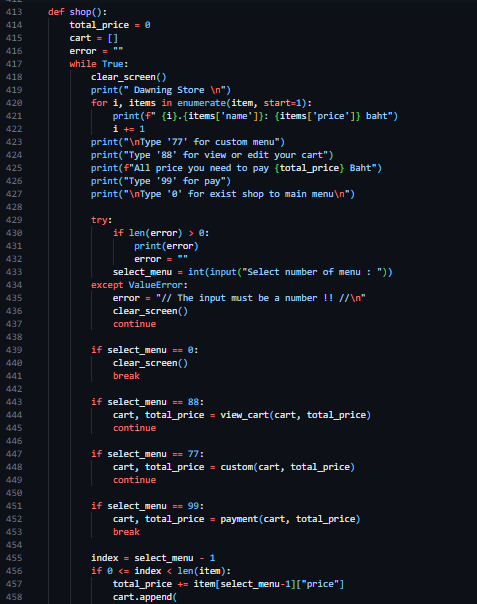 413 def shop():
414     total_price = 0
415     cart = []
416     error = ""
417     while True:
418         clear_screen()
419         print(" Dawning Store \n")
420         for i, items in enumerate(item, start=1):
421             print(f" {i}.{items['name']}: {items['price']} baht")
422             i += 1
423         print("\nType '77' for custom menu")
424         print("Type '88' for view or edit your cart")
425         print(f"All price you need to pay {total_price} Baht")
426         print("Type '99' for pay")
427         print("\nType '0' for exist shop to main menu\n")
428
429         try:
430             if len(error) > 0:
431                 print(error)
432                 error = ""
433             select_menu = int(input("Select number of menu : "))
434         except ValueError:
435             error = "// The input must be a number !! //\n"
436             clear_screen()
437             continue
438
439         if select_menu == 0:
440             clear_screen()
441             break
442
443         if select_menu == 88:
444             cart, total_price = view_cart(cart, total_price)
445             continue
446
447         if select_menu == 77:
448             cart, total_price = custom(cart, total_price)
449             continue
450
451         if select_menu == 99:
452             cart, total_price = payment(cart, total_price)
453             break
454
455         index = select_menu - 1
456         if 0 <= index < len(item):
457             total_price += item[select_menu-1]["price"]
458             cart.append(